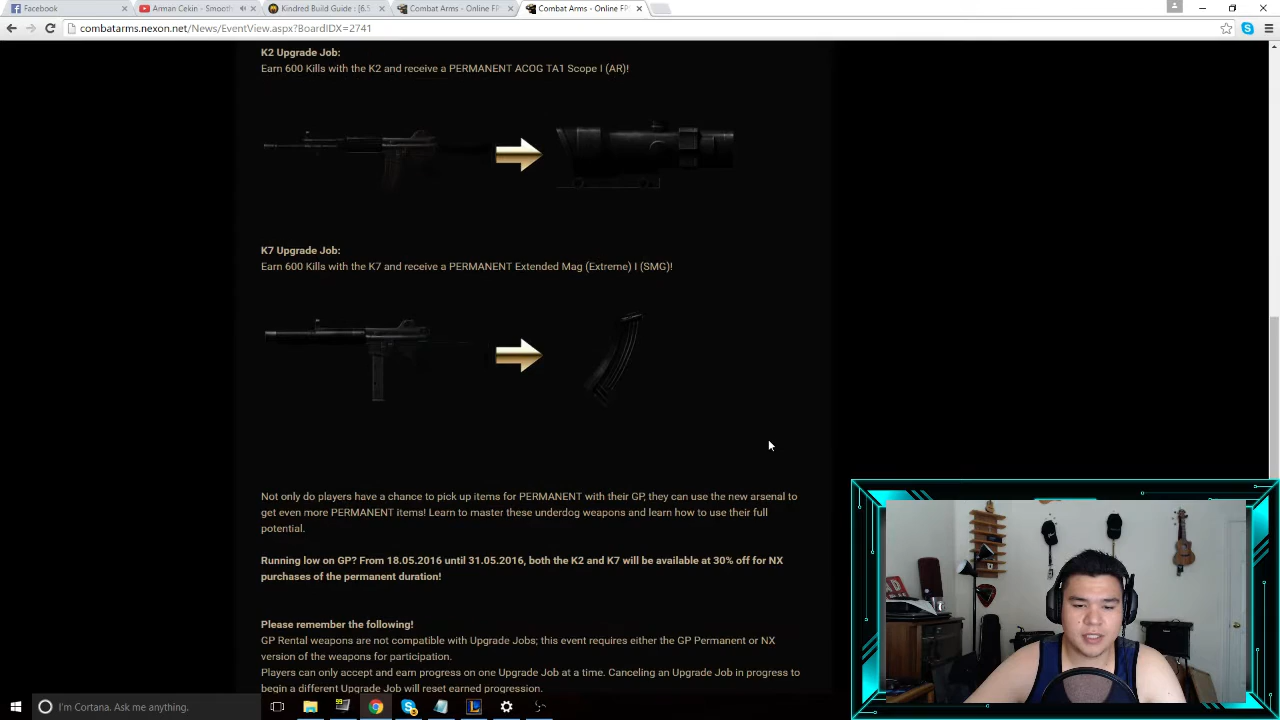 Facebook
Arman Cekin - Smooth
Kindred Build Guide : [6.5
Combat Arms - Online FP
Combat Arms - Online FP
combatarms.nexon.net/News/EventView.aspx?BoardIDX=2741
K2 Upgrade Job:
Earn 600 Kills with the K2 and receive a PERMANENT ACOG TA1 Scope I (AR)!
K7 Upgrade Job:
Earn 600 Kills with the K7 and receive a PERMANENT Extended Mag (Extreme) I (SMG)!
Not only do players have a chance to pick up items for PERMANENT with their GP, they can use the new arsenal to
get even more PERMANENT items! Learn to master these underdog weapons and learn how to use their full
potential.
Running low on GP? From 18.05.2016 until 31.05.2016, both the K2 and K7 will be available at 30% off for NX
purchases of the permanent duration!
Please remember the following!
GP Rental weapons are not compatible with Upgrade Jobs; this event requires either the GP Permanent or NX
version of the weapons for participation.
Players can only accept and earn progress on one Upgrade Job at a time. Canceling an Upgrade Job in progress to
begin a different Upgrade Job will reset earned progression.
I'm Cortana. Ask me anything.